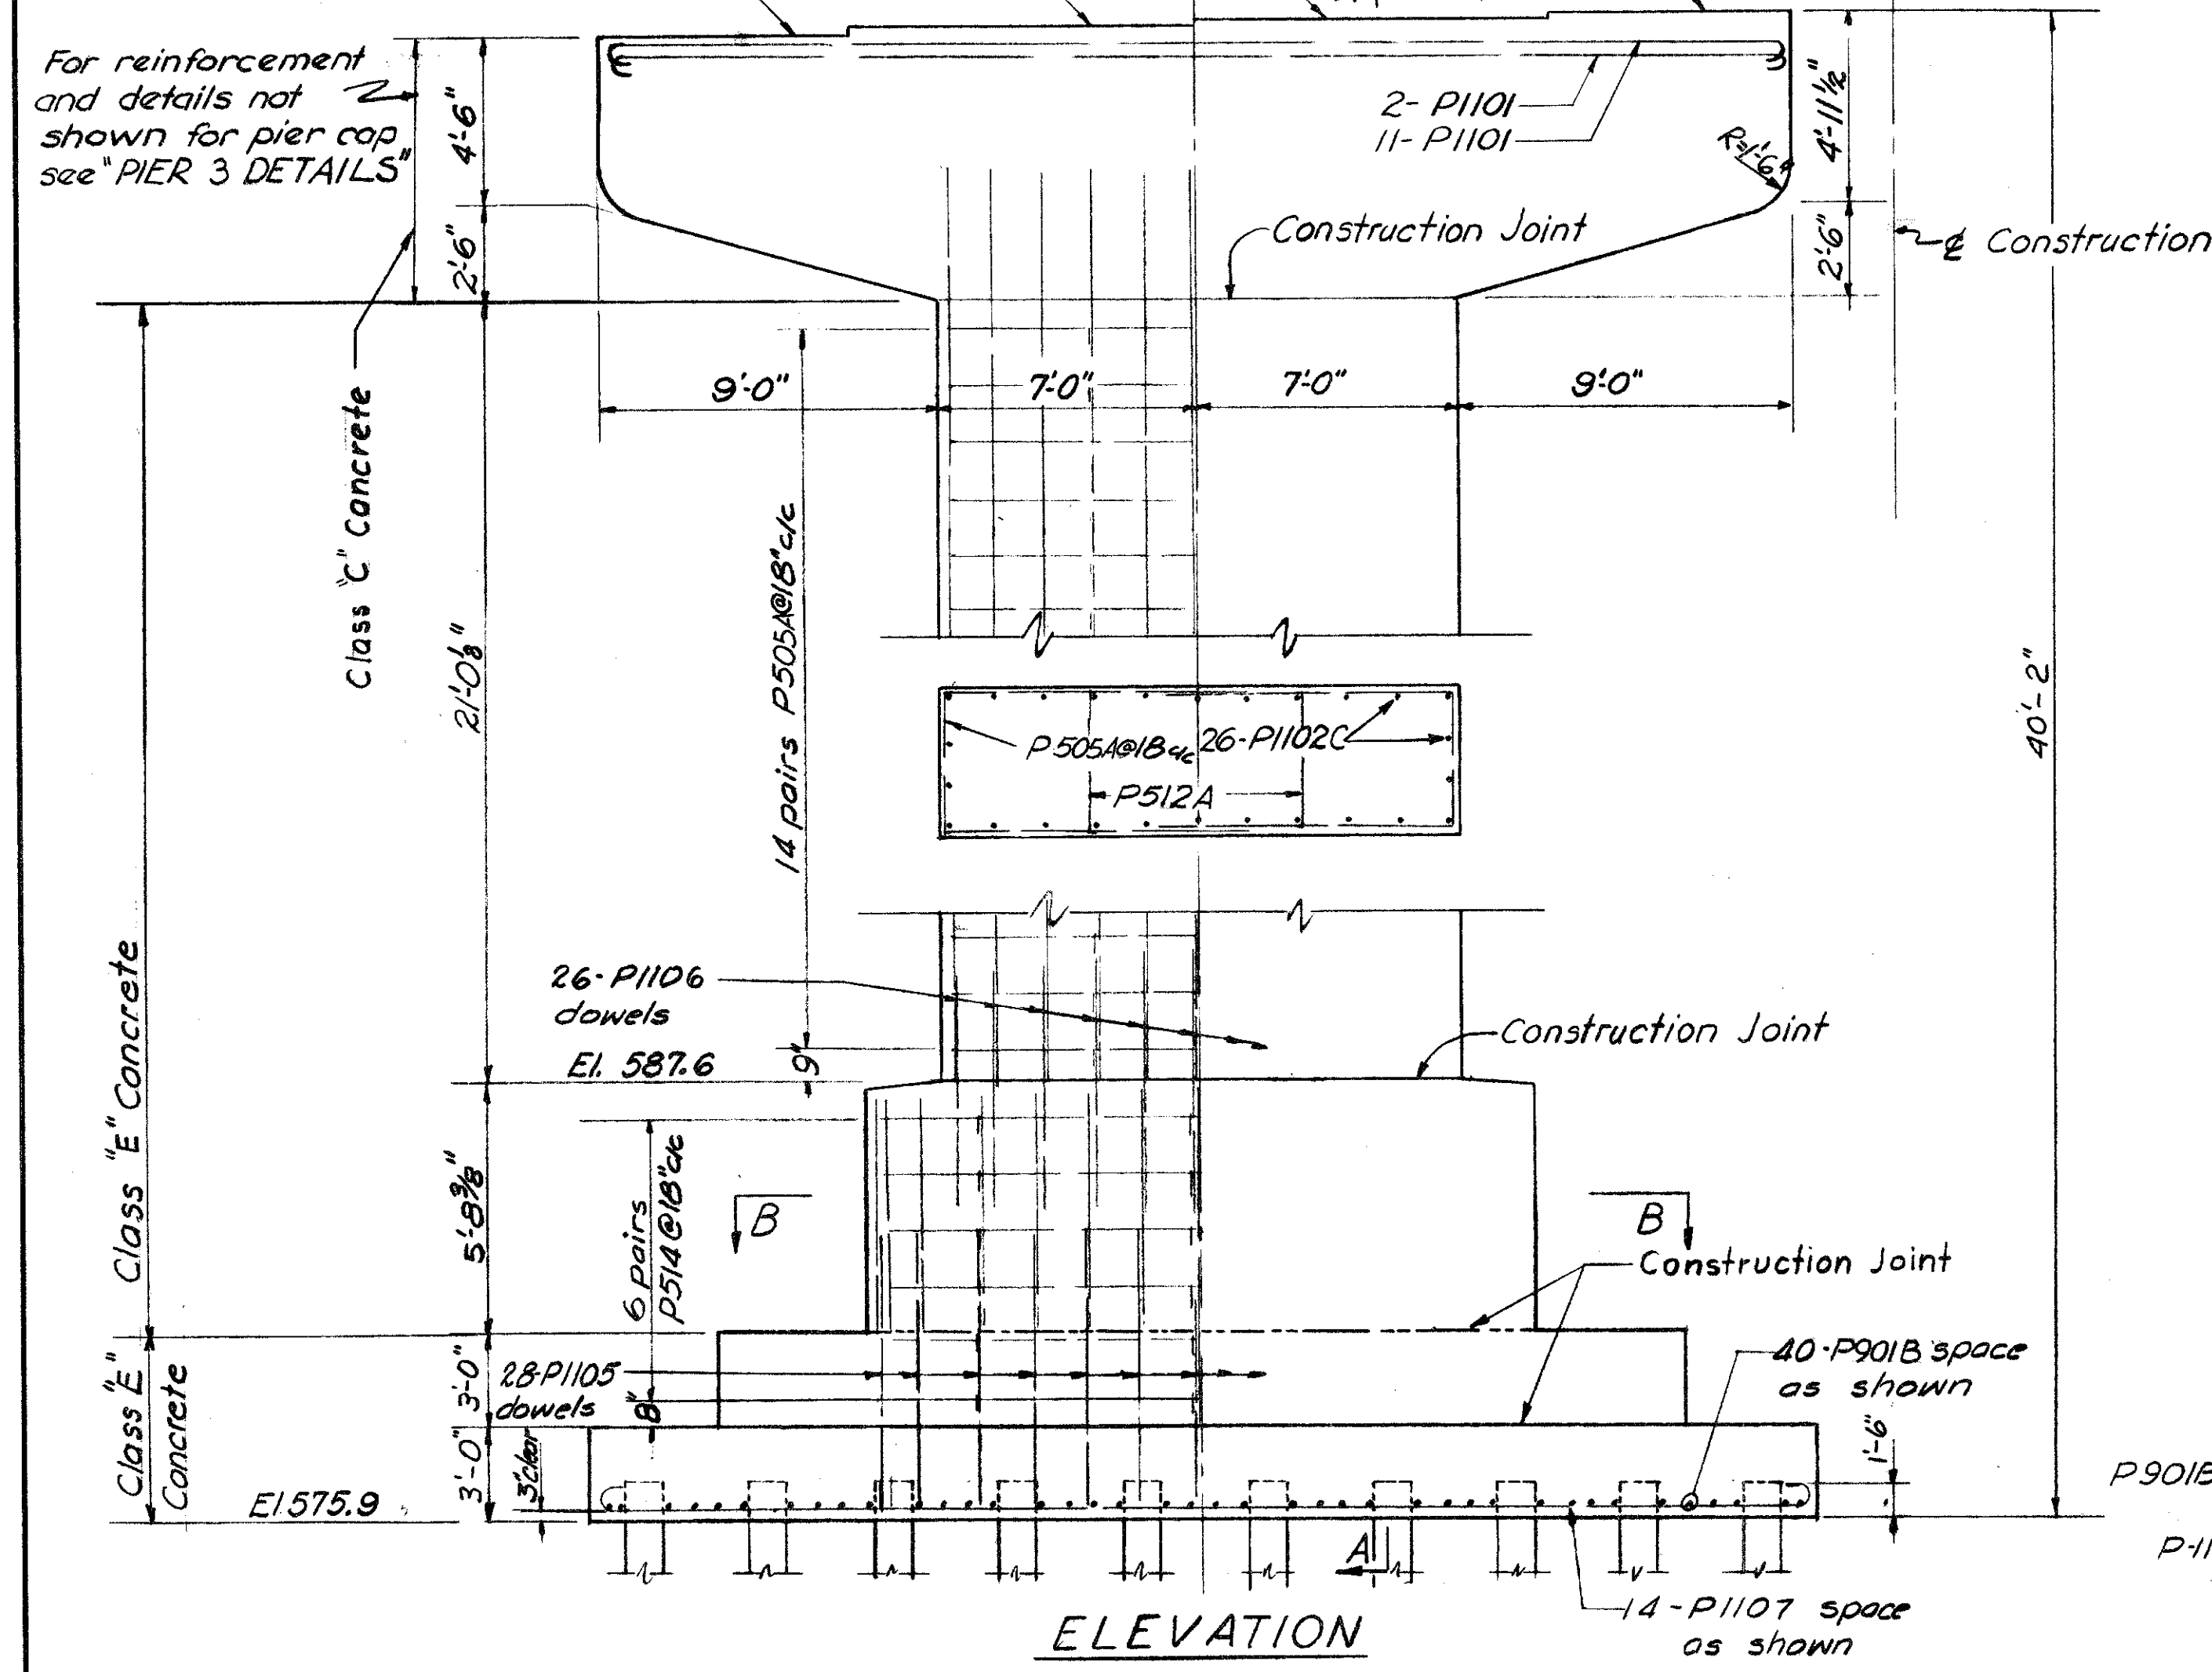 For reinforcement
and details not
shown for pier cap
see "PIER 3 DETAILS"
4'-6"
2'-6"
2- P1101
11- P1101
R=1'-6"
4'-11½"
2'-6"
Construction Joint
℄ Construction
Class "C" Concrete
9'-0"
7'-0"
7'-0"
9'-0"
14 pairs P505A@18"c/c
21'-0⅛"
40'-2"
P505A@18 c/c
26-P1102C
P512A
Class "E" Concrete
26-P1106
dowels
El. 587.6
9"
Construction Joint
5'-8⅜"
6 pairs
P514@18"c/c
B
B
Construction Joint
Class "E"
Concrete
3'-0"
28-P1105
dowels
8"
40-P901B space
as shown
3'-0"
3"clear
1'-6"
El 575.9
P901B
P-11
A
14-P1107 space
as shown
ELEVATION